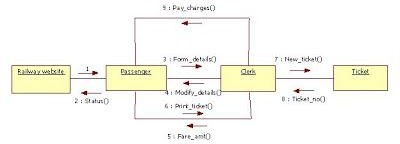 9 : Pay_charges()
3 : Form_details()
7 : New_ticket()
1
Railway website
Passenger
Clerk
Ticket
2 : Status()
4 : Modify_details()
8 : Ticket_no()
6 : Print_ticket()
5 : Fare_amt()